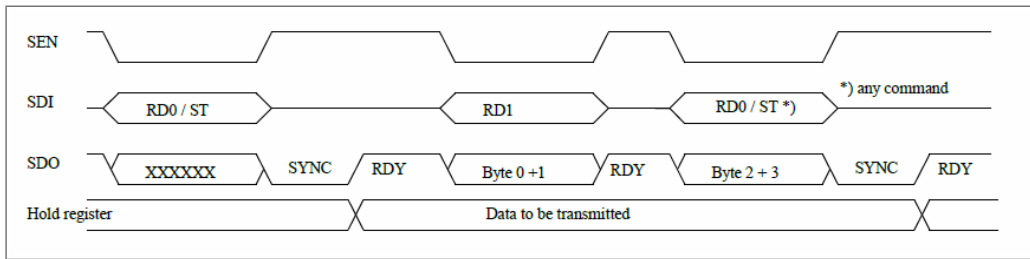 SEN
*) any command
SDI RD0 / ST RD1 RD0 / ST *)
SDO XXXXXX SYNC RDY Byte 0 +1 RDY Byte 2 + 3 SYNC RDY
Hold register Data to be transmitted